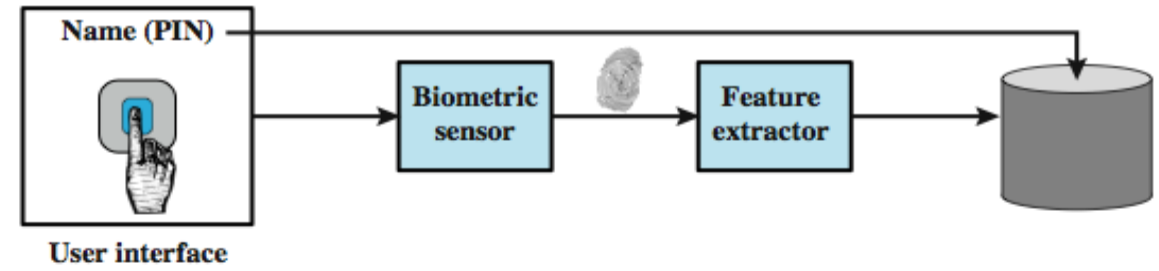 Name (PIN)
Biometric
sensor
Feature
extractor
User interface